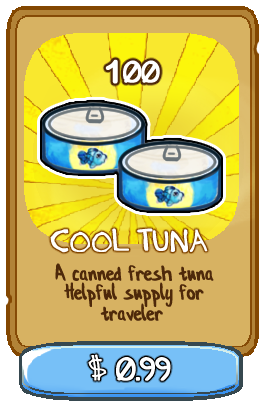 100
COOL TUNA
A canned fresh tuna
Helpful supply for
traveler
$ 0.99